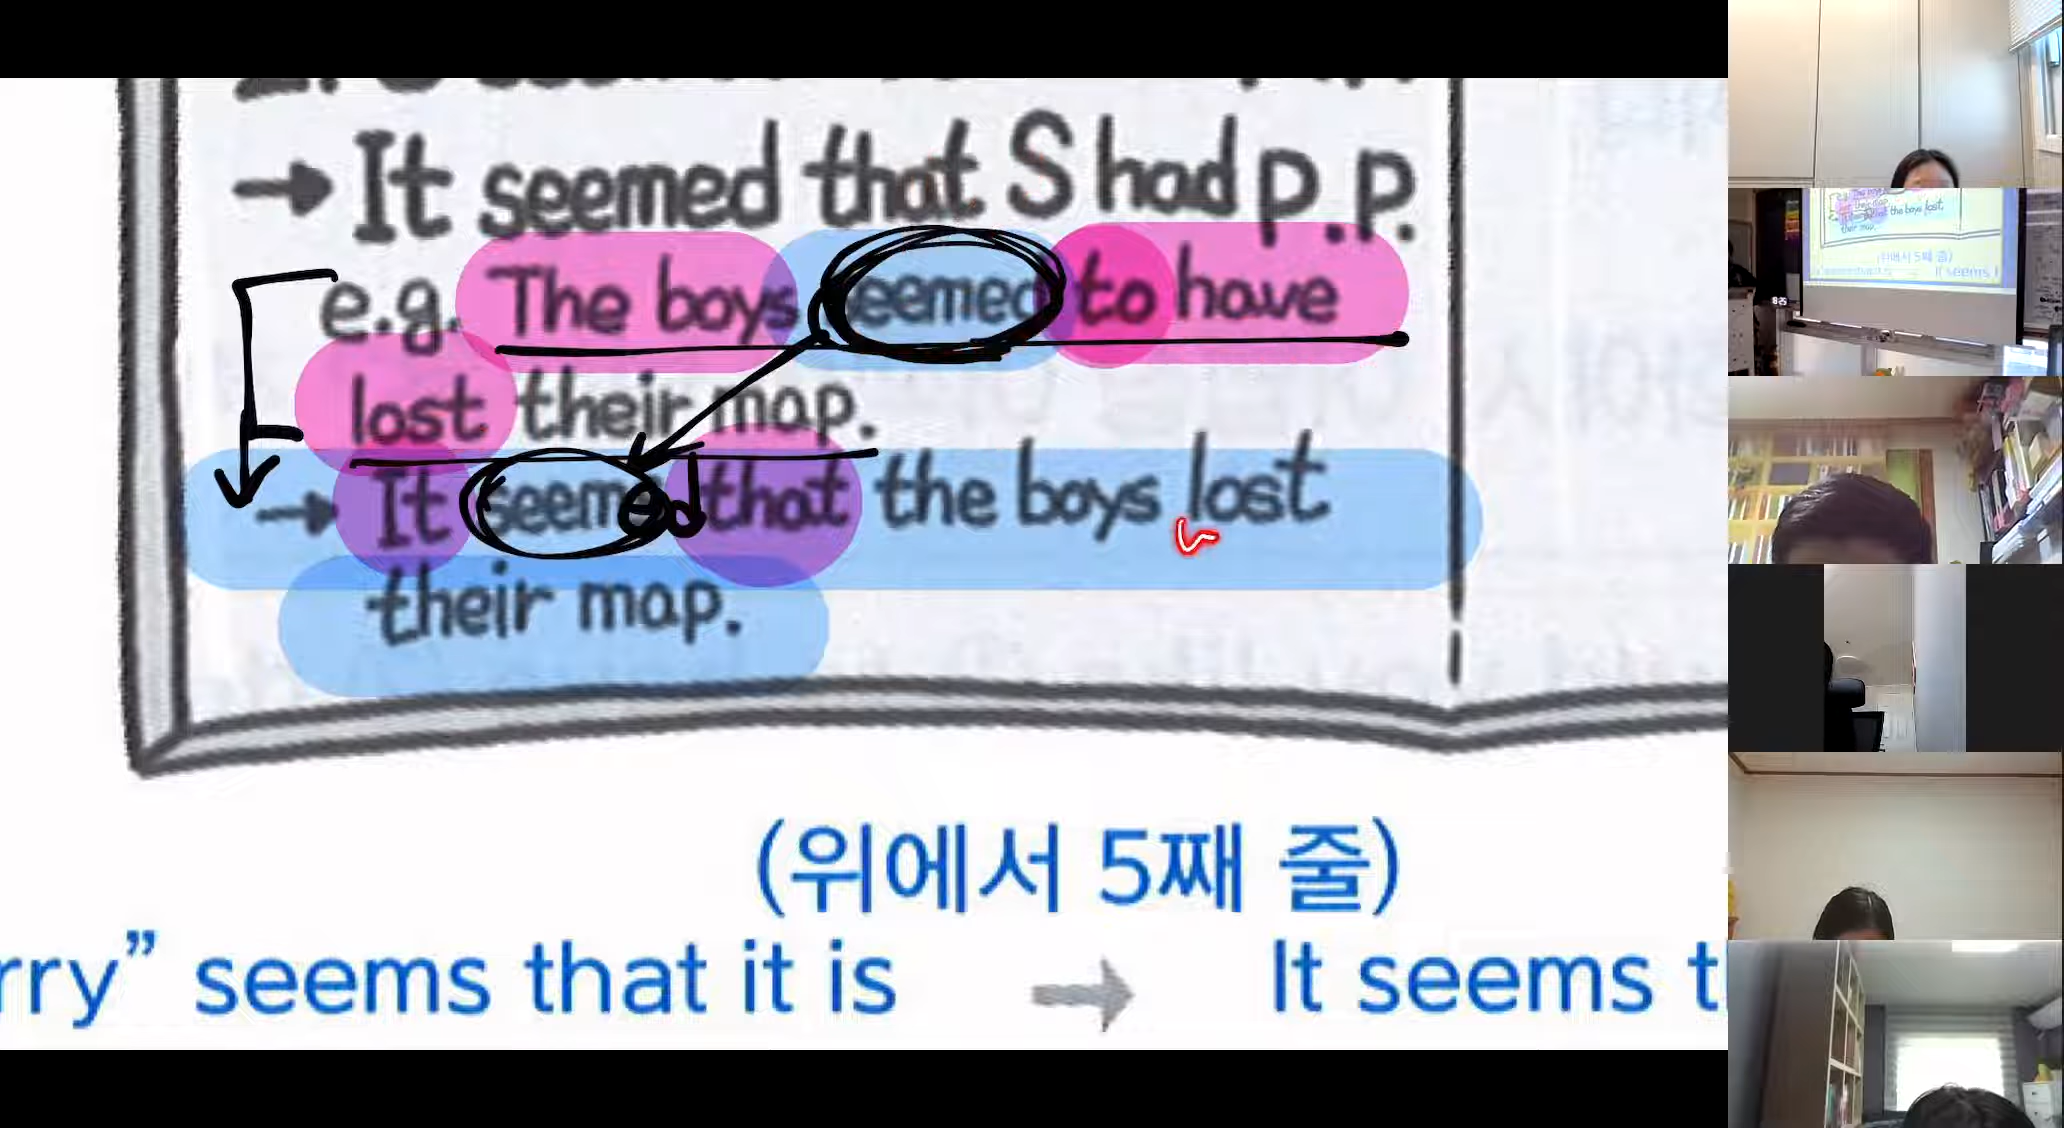 → It seemed that S had p.p.
e.g. The boys seemed to have
lost their map.
→ It seemed that the boys lost
their map.
(위에서 5째 줄)
rry” seems that it is → It seems t